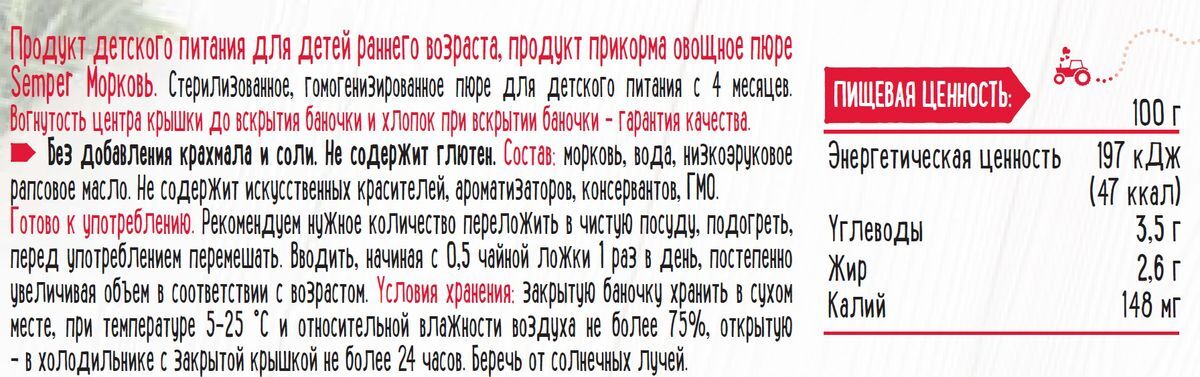 Продукт детского питания для детей раннего возраста, продукт прикорма овощное пюре
Semper Морковь. Стерилизованное, гомогенизированное пюре для детского питания с 4 месяцев.
Вогнутость центра крышки до вскрытия баночки и хлопок при вскрытии баночки – гарантия качества.
Без добавления крахмала и соли. Не содержит глютен. Состав: морковь, вода, низкоэруковое
рапсовое масло. Не содержит искусственных красителей, ароматизаторов, консервантов, ГМО.
Готово к употреблению. Рекомендуем нужное количество переложить в чистую посуду, подогреть,
перед употреблением перемешать. Вводить, начиная с 0,5 чайной ложки 1 раз в день, постепенно
увеличивая объем в соответствии с возрастом. Условия хранения: закрытую баночку хранить в сухом
месте, при температуре 5-25 °C и относительной влажности воздуха не более 75%, открытую
– в холодильнике с закрытой крышкой не более 24 часов. Беречь от солнечных лучей.
ПИЩЕВАЯ ЦЕННОСТЬ:
100 г
Энергетическая ценность 197 кДж
(47 ккал)
Углеводы 3,5 г
Жир 2,6 г
Калий 148 мг